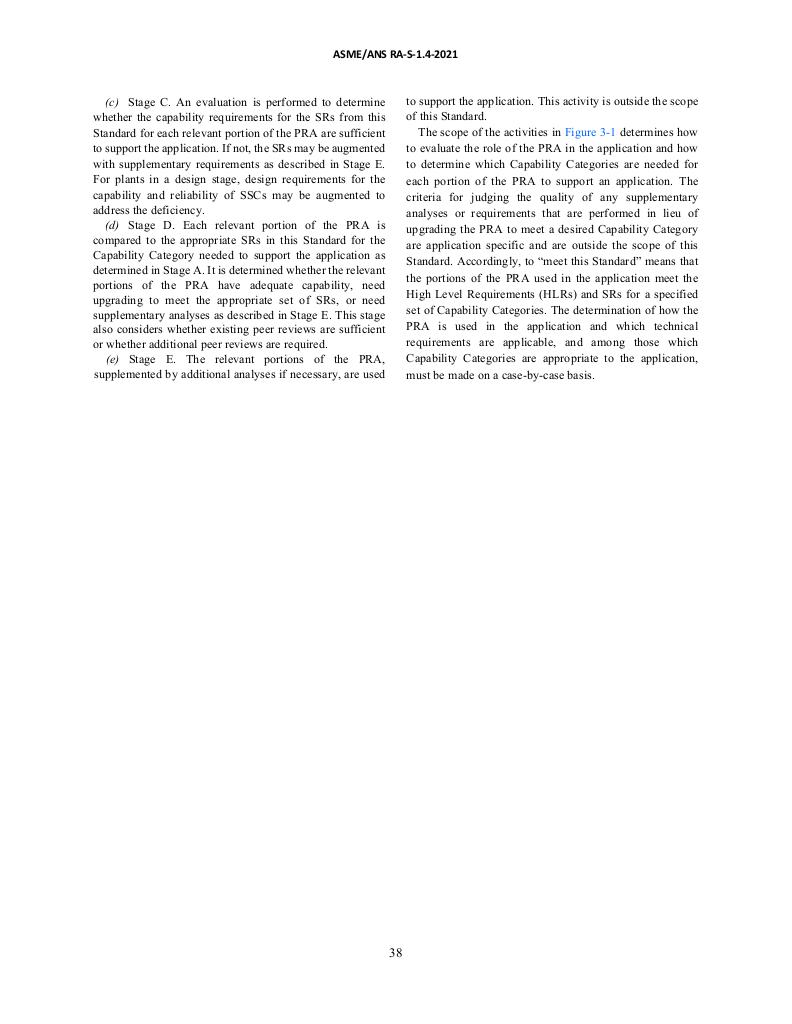 ASME/ANS RA-S-1.4-2021
(c) Stage C. An evaluation is performed to determine
whether the capability requirements for the SRs from this
Standard for each relevant portion of the PRA are sufficient
to support the application. If not, the SRs may be augmented
with supplementary requirements as described in Stage E.
For plants in a design stage, design requirements for the
capability and reliability of SSCs may be augmented to
address the deficiency.
(d) Stage D. Each relevant portion of the PRA is
compared to the appropriate SRs in this Standard for the
Capability Category needed to support the application as
determined in Stage A. It is determined whether the relevant
portions of the PRA have adequate capability, need
upgrading to meet the appropriate set of SRs, or need
supplementary analyses as described in Stage E. This stage
also considers whether existing peer reviews are sufficient
or whether additional peer reviews are required.
(e) Stage E. The relevant portions of the PRA,
supplemented by additional analyses if necessary, are used
to support the application. This activity is outside the scope
of this Standard.
The scope of the activities in Figure 3-1 determines how
to evaluate the role of the PRA in the application and how
to determine which Capability Categories are needed for
each portion of the PRA to support an application. The
criteria for judging the quality of any supplementary
analyses or requirements that are performed in lieu of
upgrading the PRA to meet a desired Capability Category
are application specific and are outside the scope of this
Standard. Accordingly, to “meet this Standard” means that
the portions of the PRA used in the application meet the
High Level Requirements (HLRs) and SRs for a specified
set of Capability Categories. The determination of how the
PRA is used in the application and which technical
requirements are applicable, and among those which
Capability Categories are appropriate to the application,
must be made on a case-by-case basis.
38